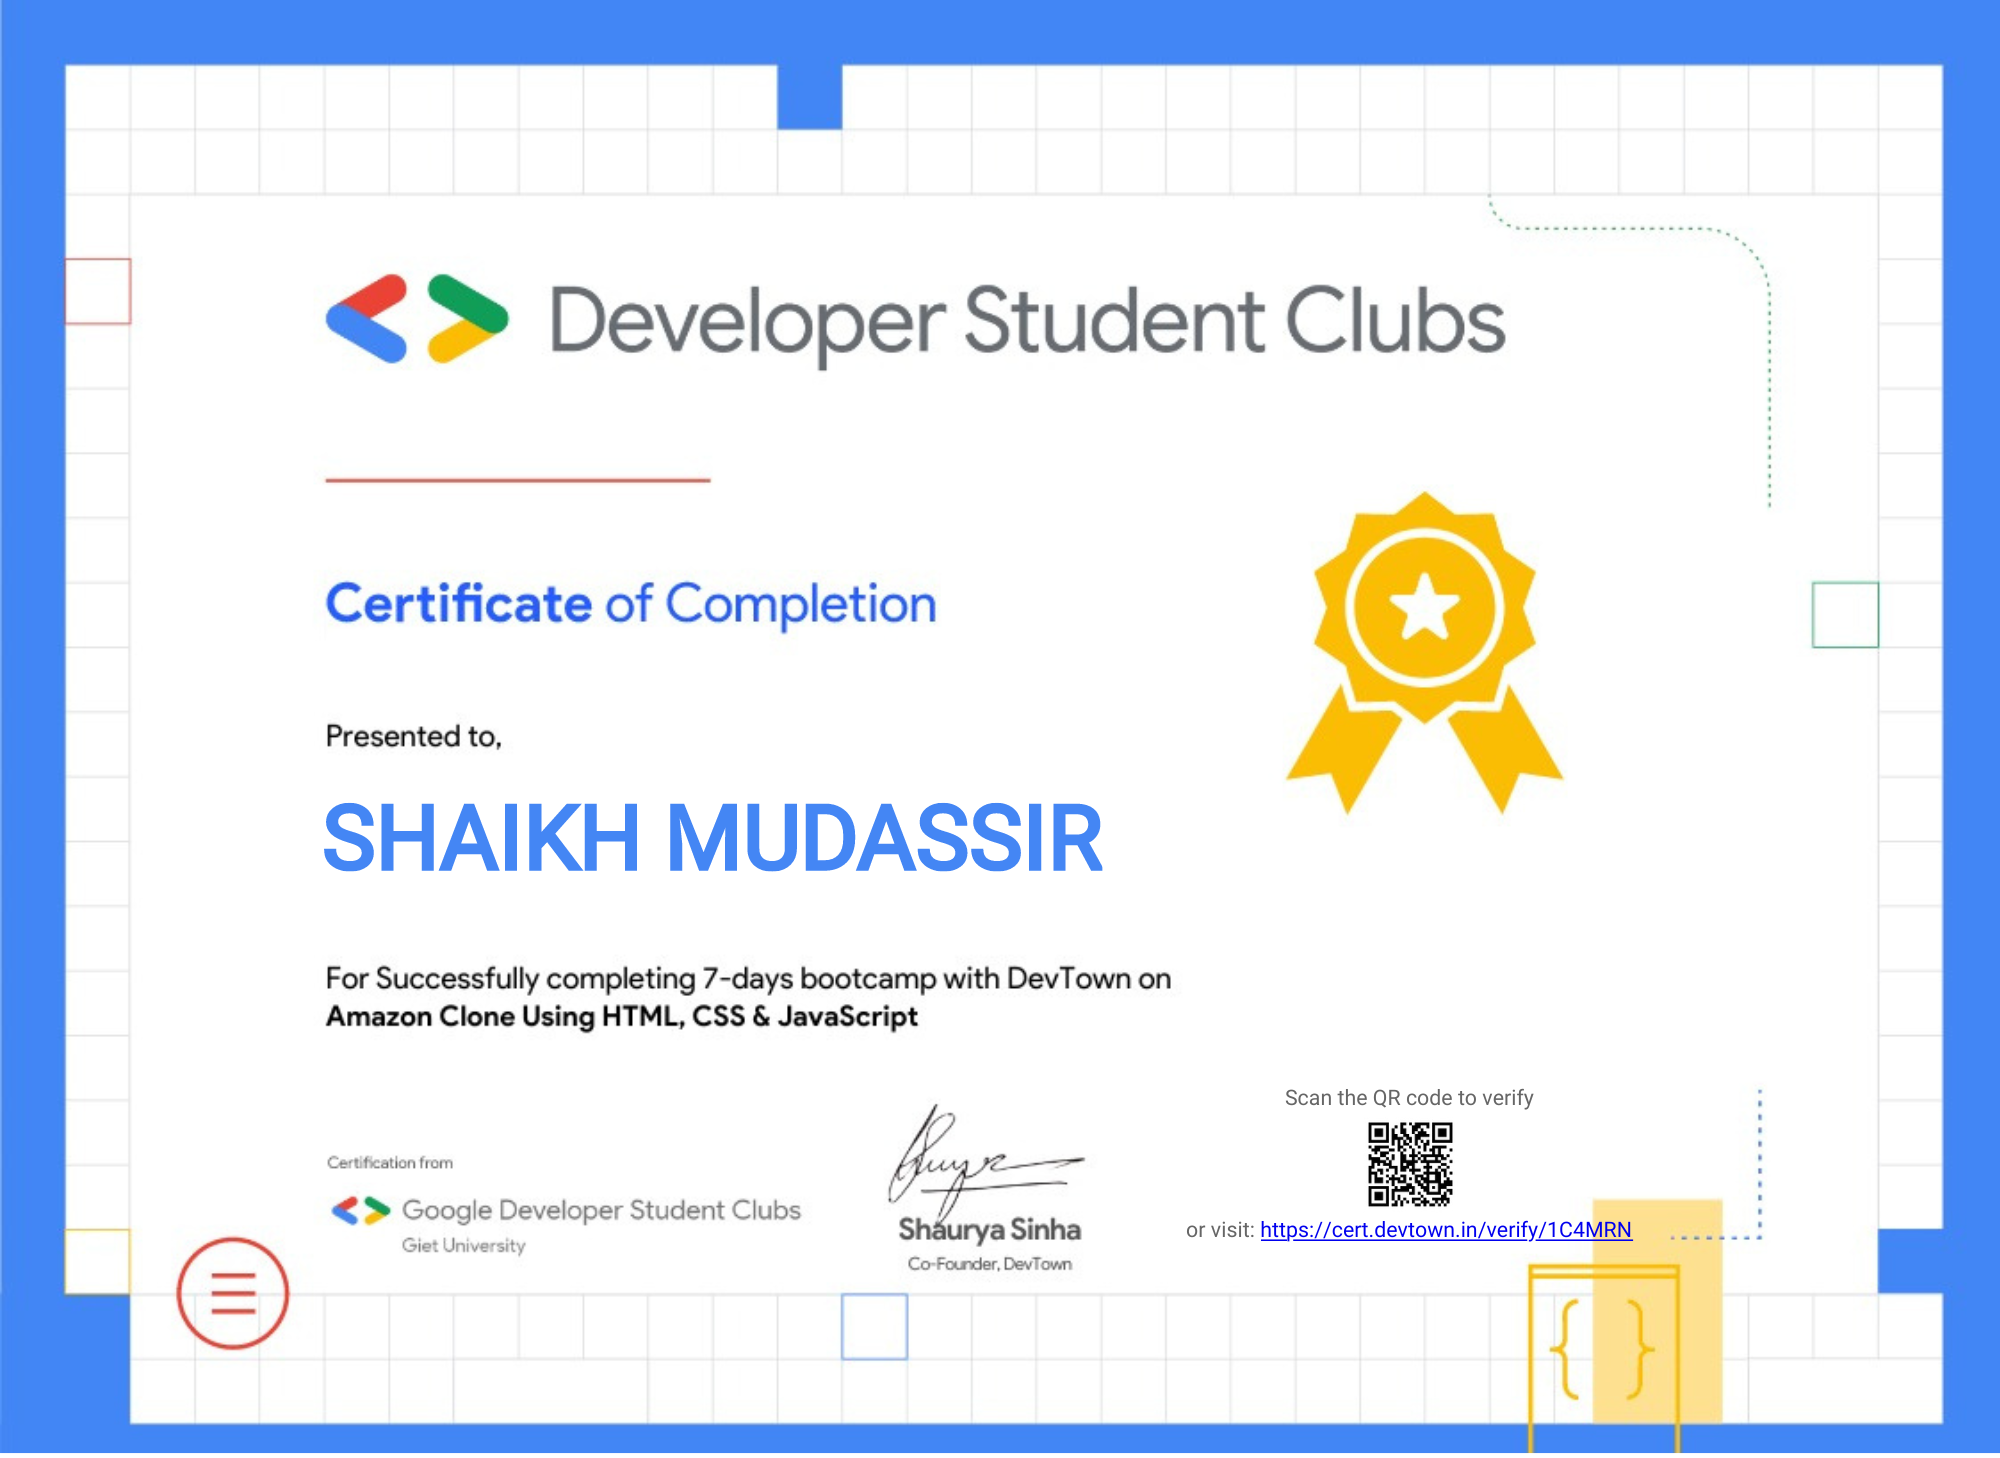 Developer Student Clubs
Certificate of Completion
Presented to,
SHAIKH MUDASSIR
For Successfully completing 7-days bootcamp with DevTown on
Amazon Clone Using HTML, CSS & JavaScript
Certification from
Google Developer Student Clubs
Giet University
Shaurya Sinha
Co-Founder, DevTown
Scan the QR code to verify
or visit: https://cert.devtown.in/verify/1C4MRN
{ }